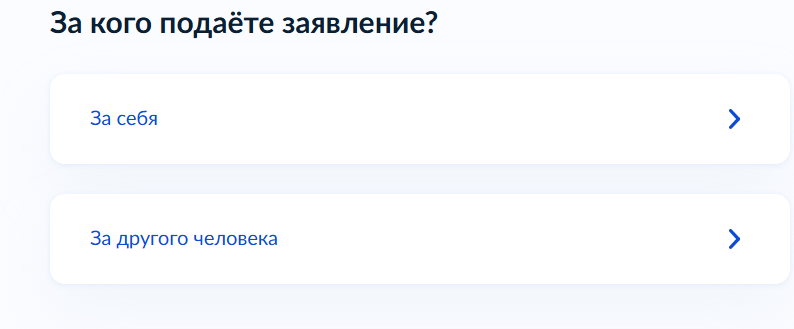 За кого подаёте заявление?
За себя
За другого человека